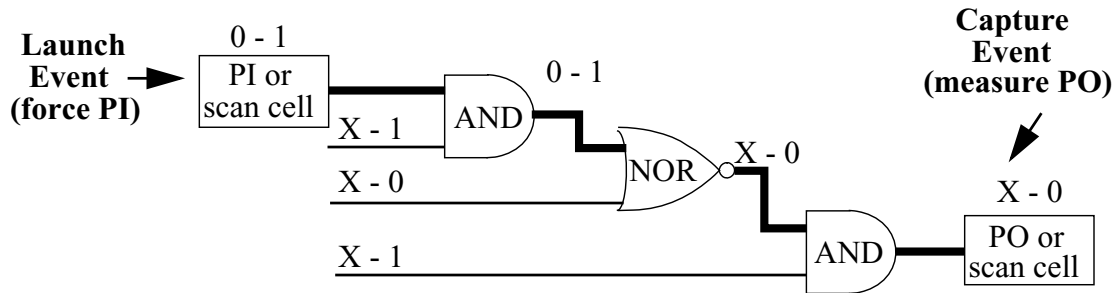 Launch
Event
(force PI)
0 - 1
PI or
scan cell
X - 1
X - 0
X - 1
AND
0 - 1
NOR
X - 0
AND
Capture
Event
(measure PO)
X - 0
PO or
scan cell